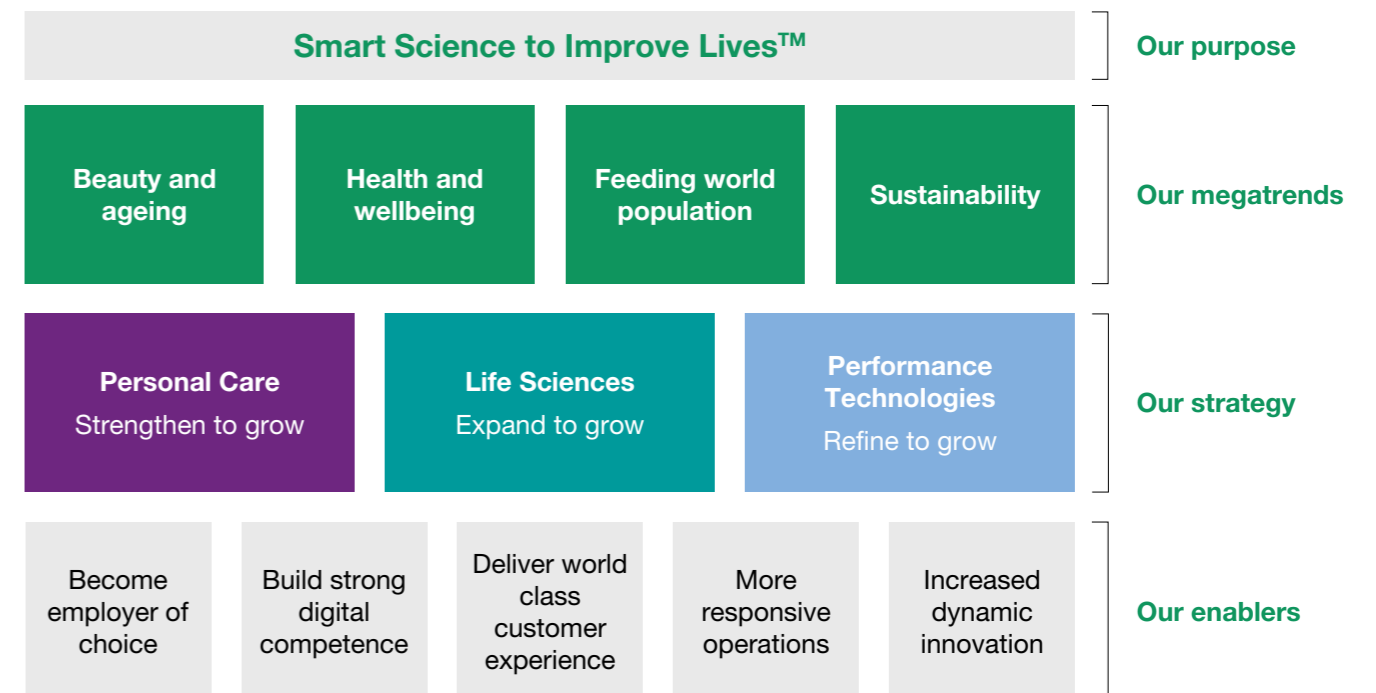 Smart Science to Improve Lives™
Our purpose
Beauty and
ageing
Health and
wellbeing
Feeding world
population
Sustainability
Our megatrends
Personal Care
Strengthen to grow
Life Sciences
Expand to grow
Performance
Technologies
Refine to grow
Our strategy
Become
employer of
choice
Build strong
digital
competence
Deliver world
class
customer
experience
More
responsive
operations
Increased
dynamic
innovation
Our enablers